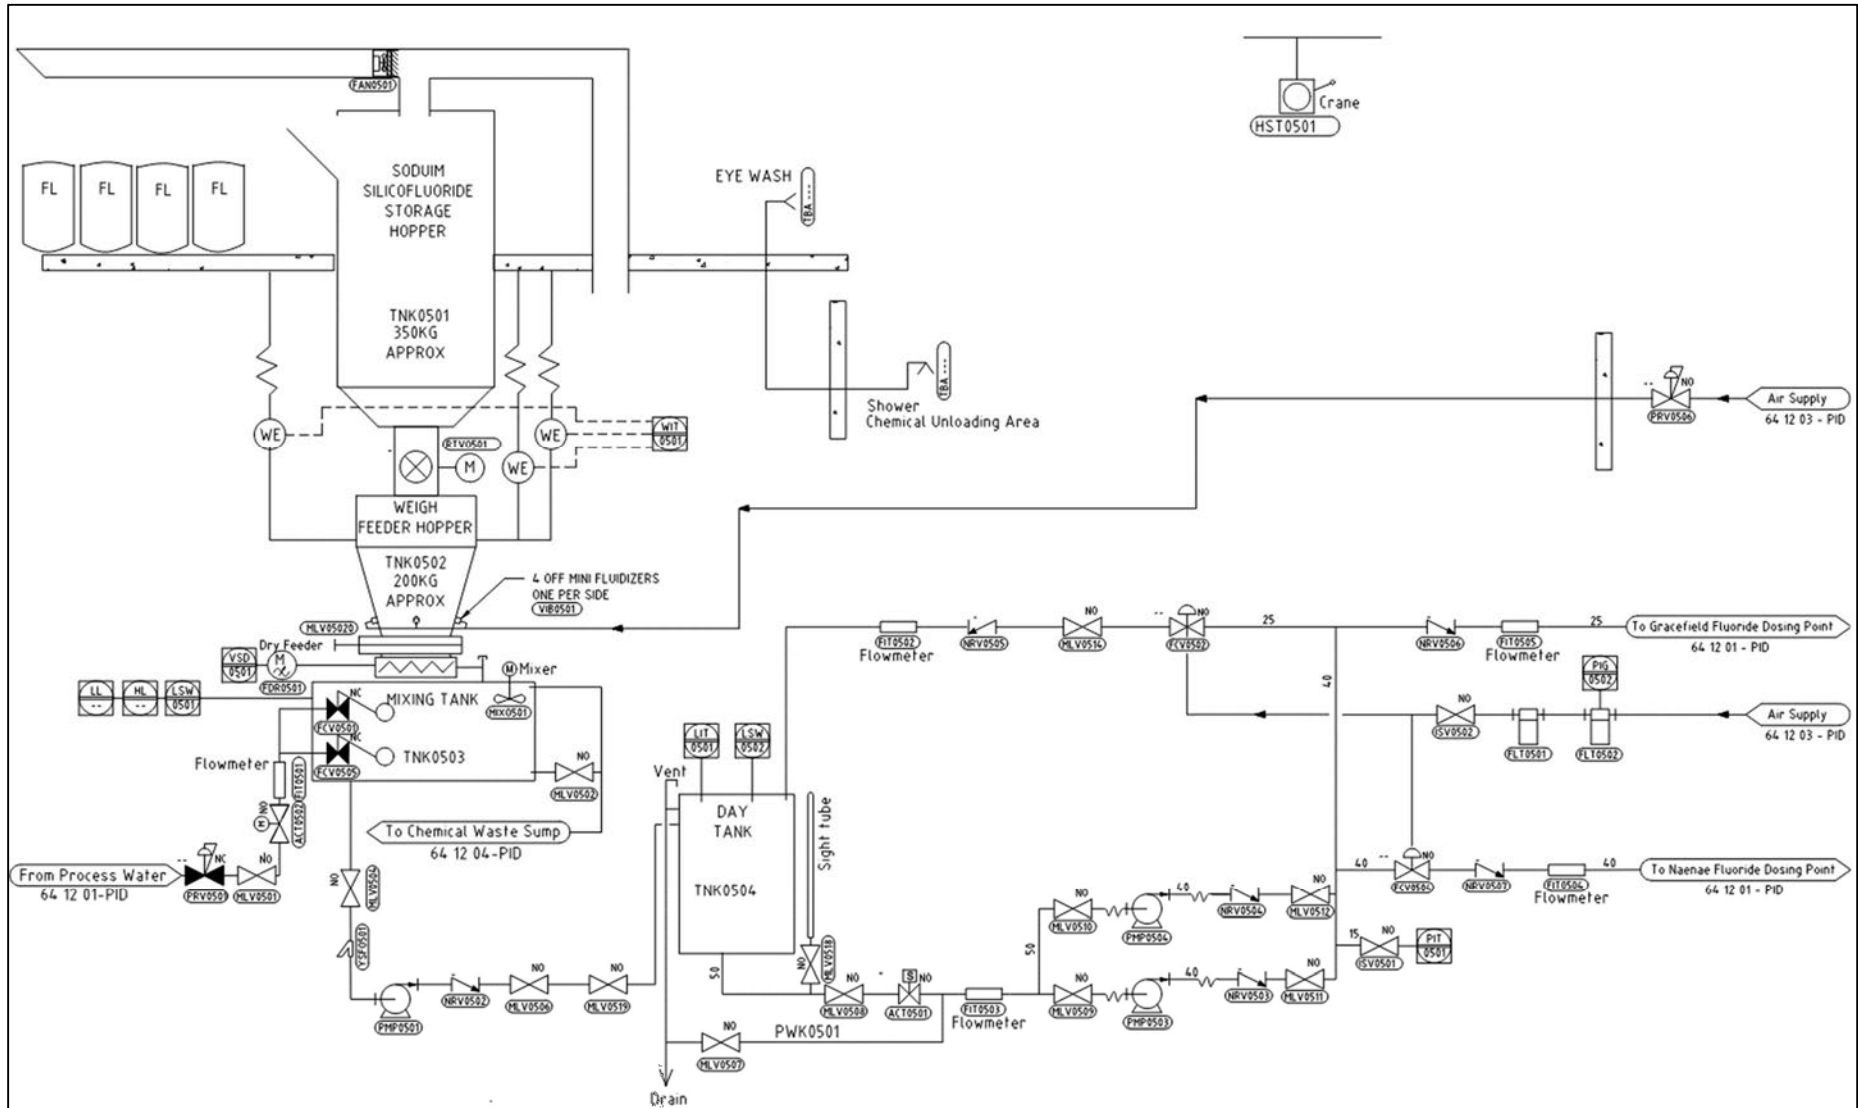 FAN0501
Crane
HST0501
FL
FL
FL
FL
SODUIM
SILICOFLUORIDE
STORAGE
HOPPER
EYE WASH
TBA ---
TNK0501
350KG
APPROX
TBA ---
Shower
Chemical Unloading Area
NO
PRV0506
Air Supply
64 12 03 - PID
WE
WE
WE
WIT
0501
RTV0501
M
WEIGH
FEEDER HOPPER
TNK0502
200KG
APPROX
4 OFF MINI FLUIDIZERS
ONE PER SIDE
VIB0501
MLV05020
Dry Feeder
VSD
0501
M
FDR0501
M
Mixer
MIX0501
LL
--
HL
--
LSW
0501
MIXING TANK
NC
FCV0501
NC
FCV0505
TNK0503
Flowmeter
FIT0501
NO
M
ACT0502
NO
MLV0502
To Chemical Waste Sump
64 12 04-PID
From Process Water
64 12 01-PID
NC
PRV0501
NO
MLV0501
NO
MLV0504
YSF0501
PMP0501
NRV0502
NO
MLV0506
NO
MLV0519
Vent
LIT
0501
LSW
0502
DAY
TANK
TNK0504
Sight tube
50
NO
MLV0518
MLV0508
S
NO
ACT0501
FIT0503
Flowmeter
PWK0501
NO
MLV0507
Drain
FIT0502
Flowmeter
NRV0505
NO
MLV0514
NO
FCV0502
25
NRV0506
FIT0505
Flowmeter
25
To Gracefield Fluoride Dosing Point
64 12 01 - PID
PIG
0502
40
NO
ISV0502
FLT0501
FLT0502
Air Supply
64 12 03 - PID
40
NO
FCV0504
NRV0507
FIT0504
Flowmeter
40
To Naenae Fluoride Dosing Point
64 12 01 - PID
50
NO
MLV0510
PMP0504
40
NRV0504
NO
MLV0512
15
NO
ISV0501
PIT
0501
NO
MLV0509
PMP0503
40
NRV0503
NO
MLV0511